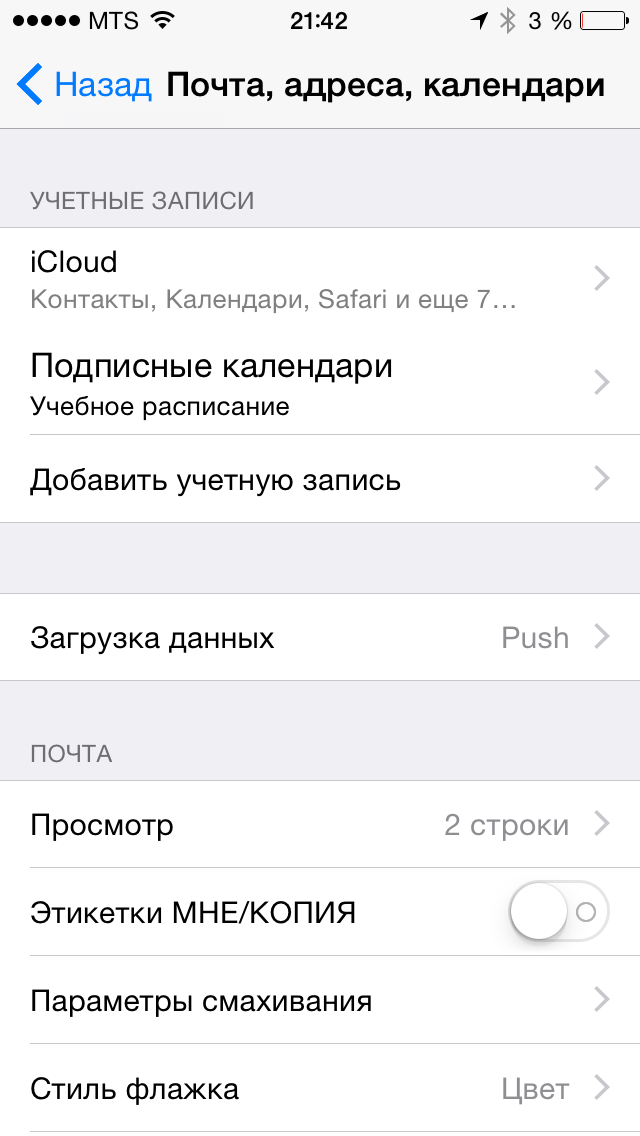 MTS 21:42 3 %
Назад Почта, адреса, календари
УЧЕТНЫЕ ЗАПИСИ
iCloud
Контакты, Календари, Safari и еще 7...
Подписные календари
Учебное расписание
Добавить учетную запись
Загрузка данных Push
ПОЧТА
Просмотр 2 строки
Этикетки МНЕ/КОПИЯ
Параметры смахивания
Стиль флажка Цвет